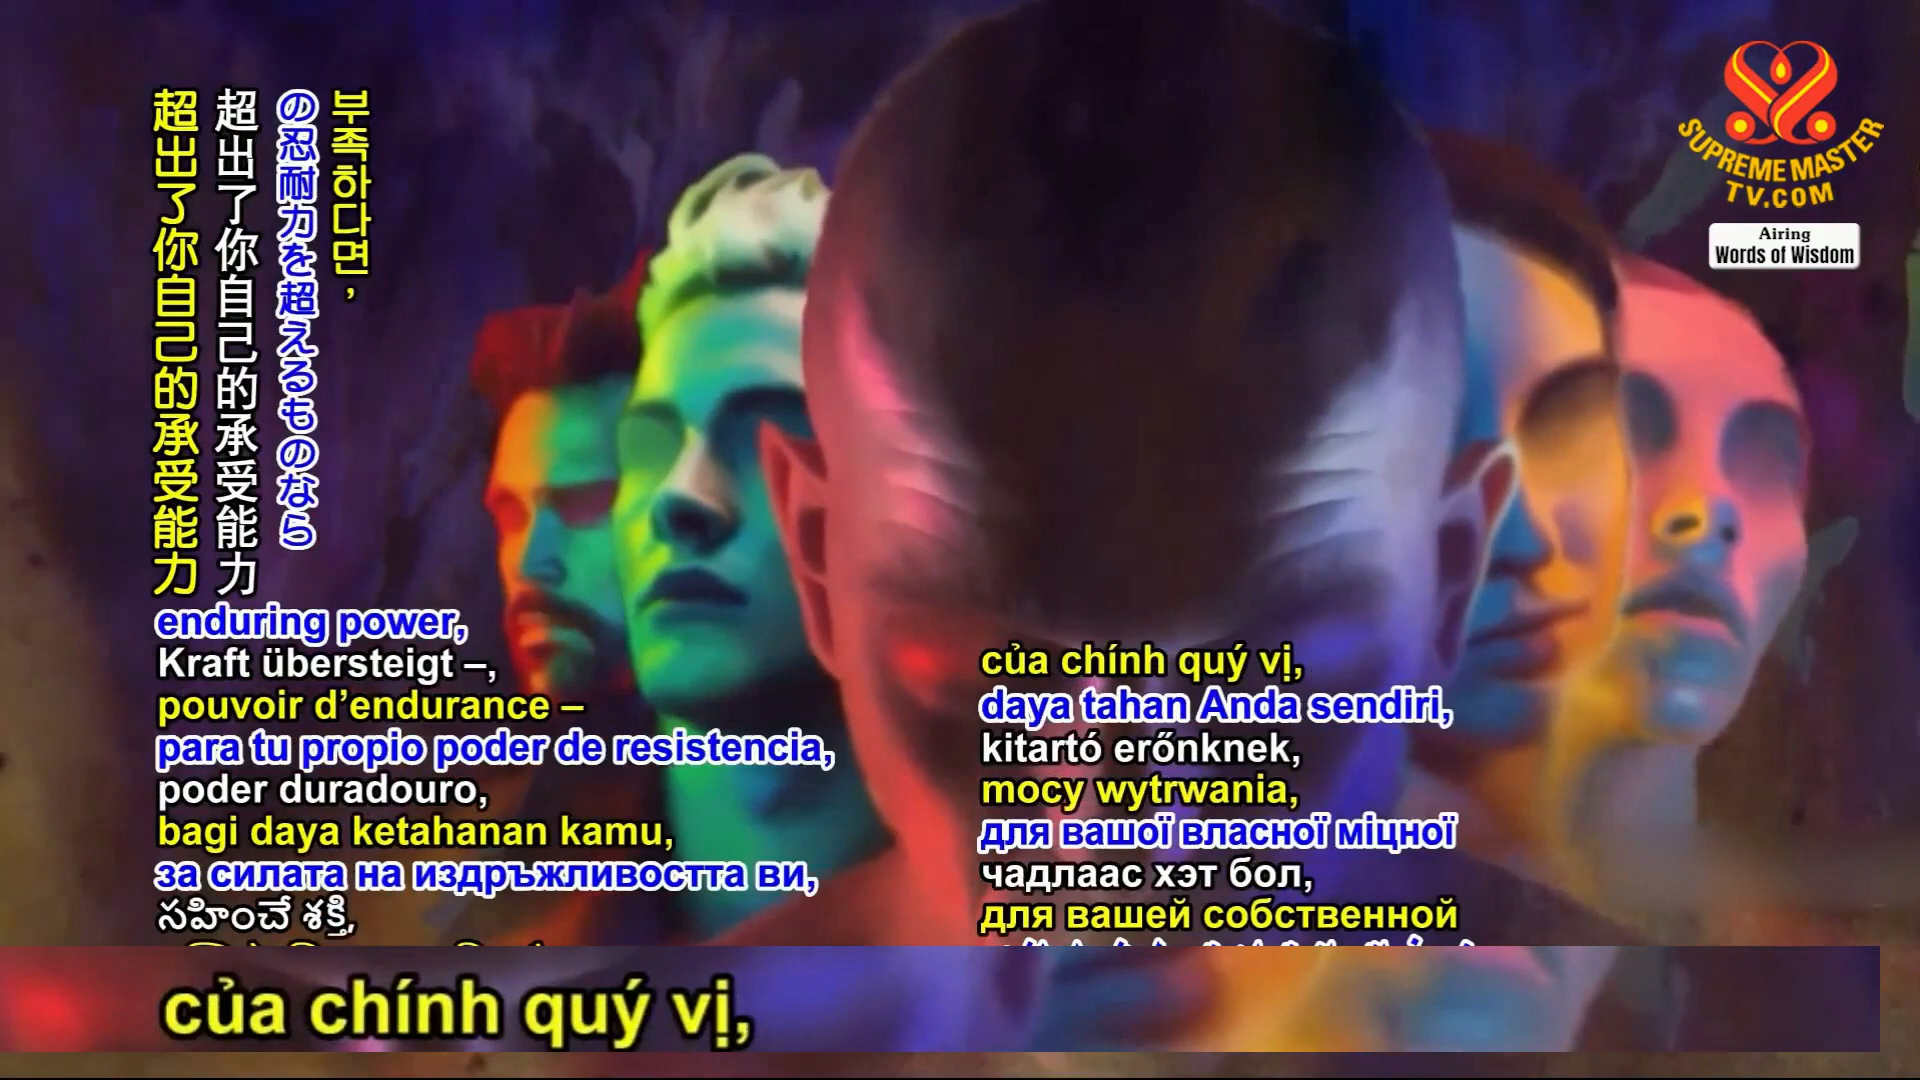 超出了你自己的承受能力
超出了你自己的承受能力
の忍耐力を超えるものなら
부족하다면,
SUPREME MASTER
TV.COM
Airing
Words of Wisdom
enduring power,
Kraft übersteigt –,
pouvoir d’endurance –
para tu propio poder de resistencia,
poder duradouro,
bagi daya ketahanan kamu,
за силата на издръжливостта ви,
సహించే శక్తి,
của chính quý vị,
daya tahan Anda sendiri,
kitartó erőnknek,
mocy wytrwania,
для вашої власної міцної
чадлаас хэт бол,
для вашей собственной
của chính quý vị,